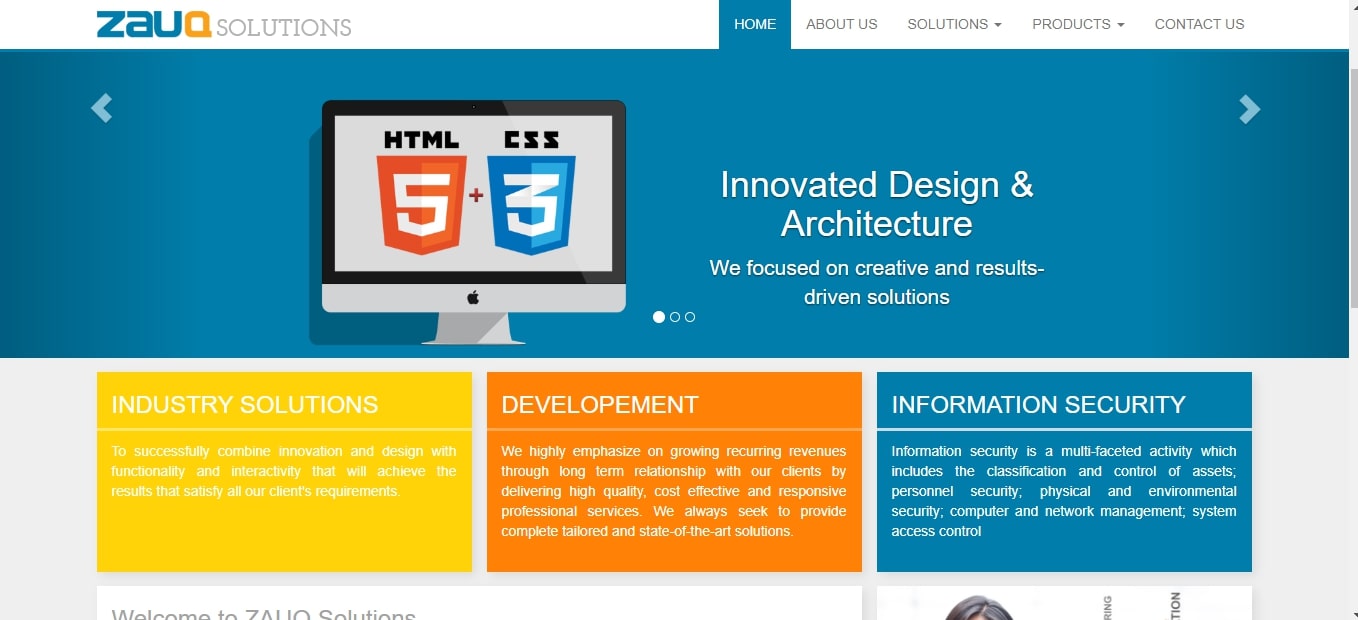 ZAUQ SOLUTIONS
HOME ABOUT US SOLUTIONS PRODUCTS CONTACT US
HTML CSS
5 + 3
Innovated Design &
Architecture
We focused on creative and results-
driven solutions
INDUSTRY SOLUTIONS
To successfully combine innovation and design with
functionality and interactivity that will achieve the
results that satisfy all our client's requirements.
DEVELOPEMENT
We highly emphasize on growing recurring revenues
through long term relationship with our clients by
delivering high quality, cost effective and responsive
professional services. We always seek to provide
complete tailored and state-of-the-art solutions.
INFORMATION SECURITY
Information security is a multi-faceted activity which
includes the classification and control of assets;
personnel security; physical and environmental
security; computer and network management; system
access control
Welcome to ZAUQ Solutions